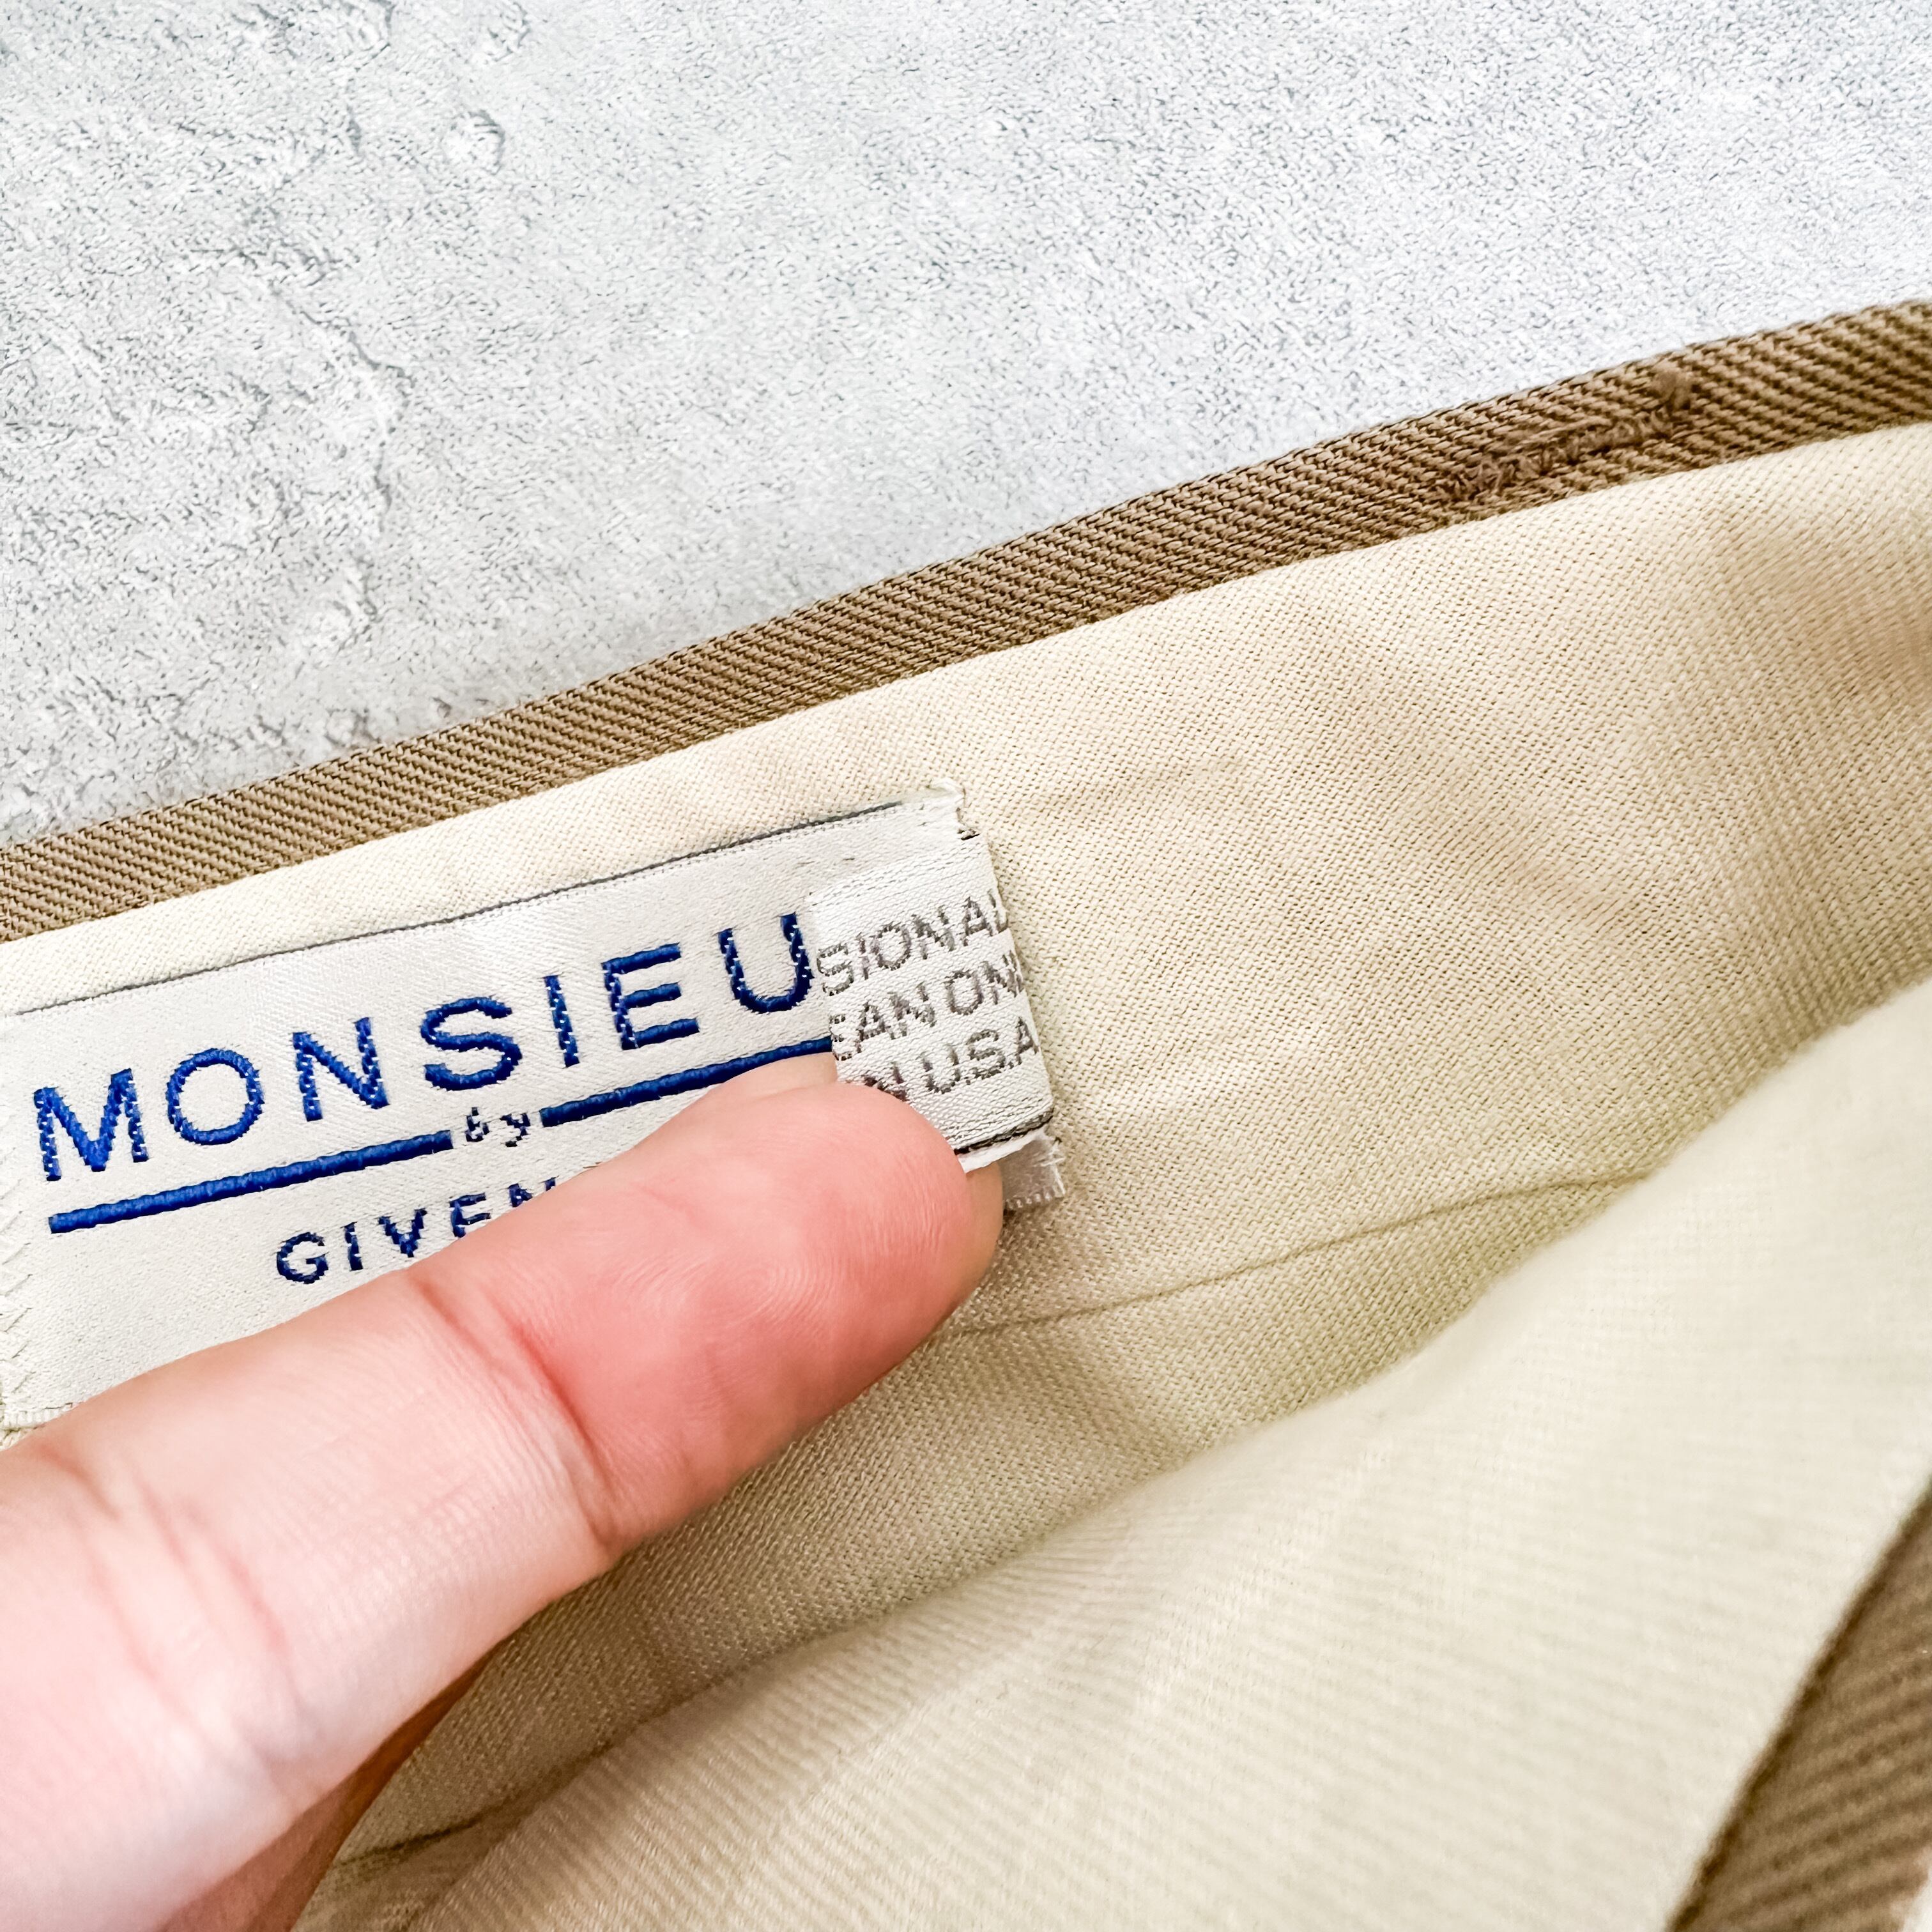 MONSIEU
by
GIVEN
SIONAL
EAN ON
N U.S.A